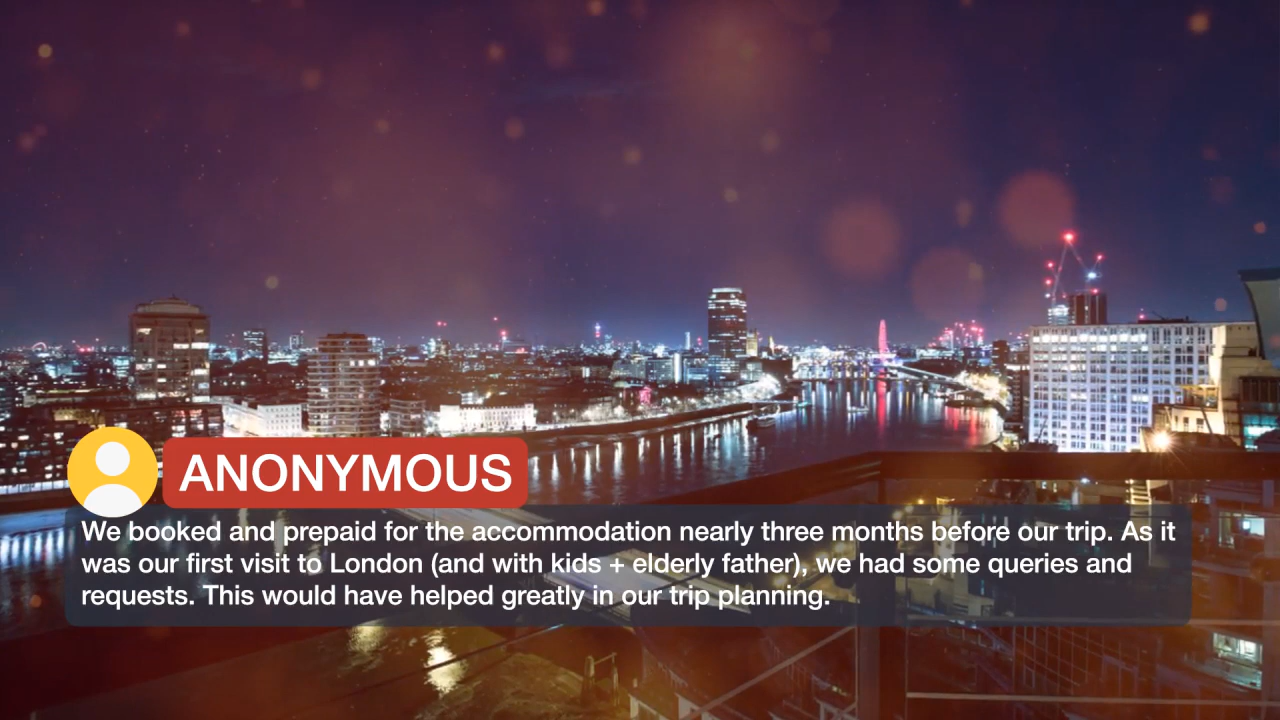 ANONYMOUS
We booked and prepaid for the accommodation nearly three months before our trip. As it
was our first visit to London (and with kids + elderly father), we had some queries and
requests. This would have helped greatly in our trip planning.